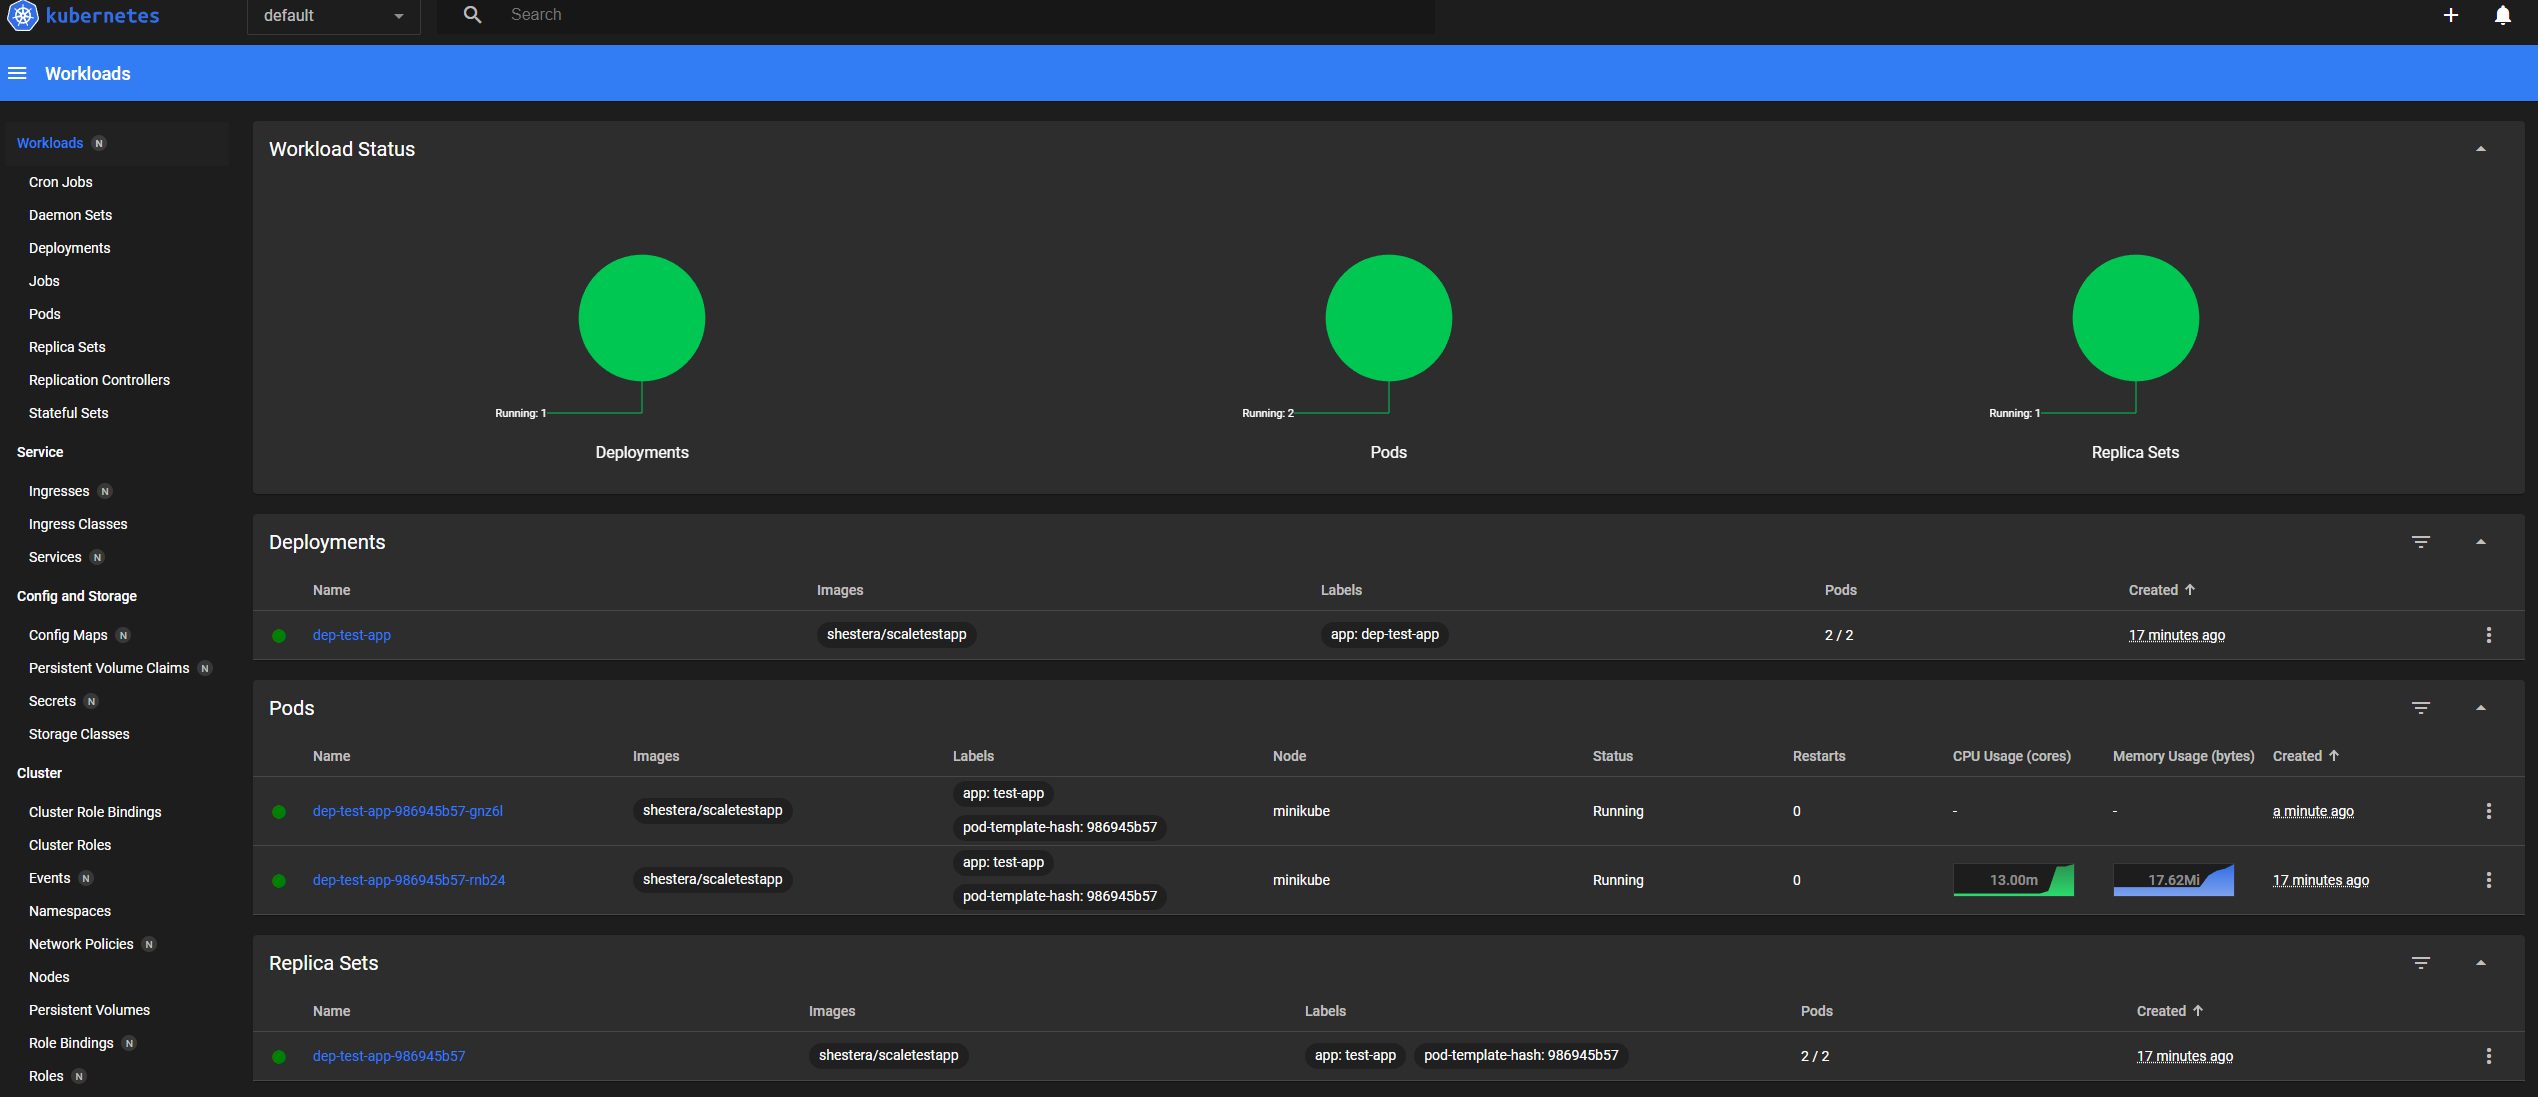 kubernetes default Search
Workloads
Workloads N
Cron Jobs
Daemon Sets
Deployments
Jobs
Pods
Replica Sets
Replication Controllers
Stateful Sets
Service
Ingresses N
Ingress Classes
Services N
Config and Storage
Config Maps N
Persistent Volume Claims N
Secrets N
Storage Classes
Cluster
Cluster Role Bindings
Cluster Roles
Events N
Namespaces
Network Policies N
Nodes
Persistent Volumes
Role Bindings N
Roles N
Workload Status
Running: 1 Running: 2 Running: 1
Deployments Pods Replica Sets
Deployments
Name Images Labels Pods Created
dep-test-app shestera/scaletestapp app: dep-test-app 2 / 2 17 minutes ago
Pods
Name Images Labels Node Status Restarts CPU Usage (cores) Memory Usage (bytes) Created
app: test-app
dep-test-app-986945b57-gnz6l shestera/scaletestapp minikube Running 0 - - a minute ago
pod-template-hash: 986945b57
app: test-app
dep-test-app-986945b57-rnb24 shestera/scaletestapp minikube Running 0 13.00m 17.62Mi 17 minutes ago
pod-template-hash: 986945b57
Replica Sets
Name Images Labels Pods Created
dep-test-app-986945b57 shestera/scaletestapp app: test-app pod-template-hash: 986945b57 2 / 2 17 minutes ago